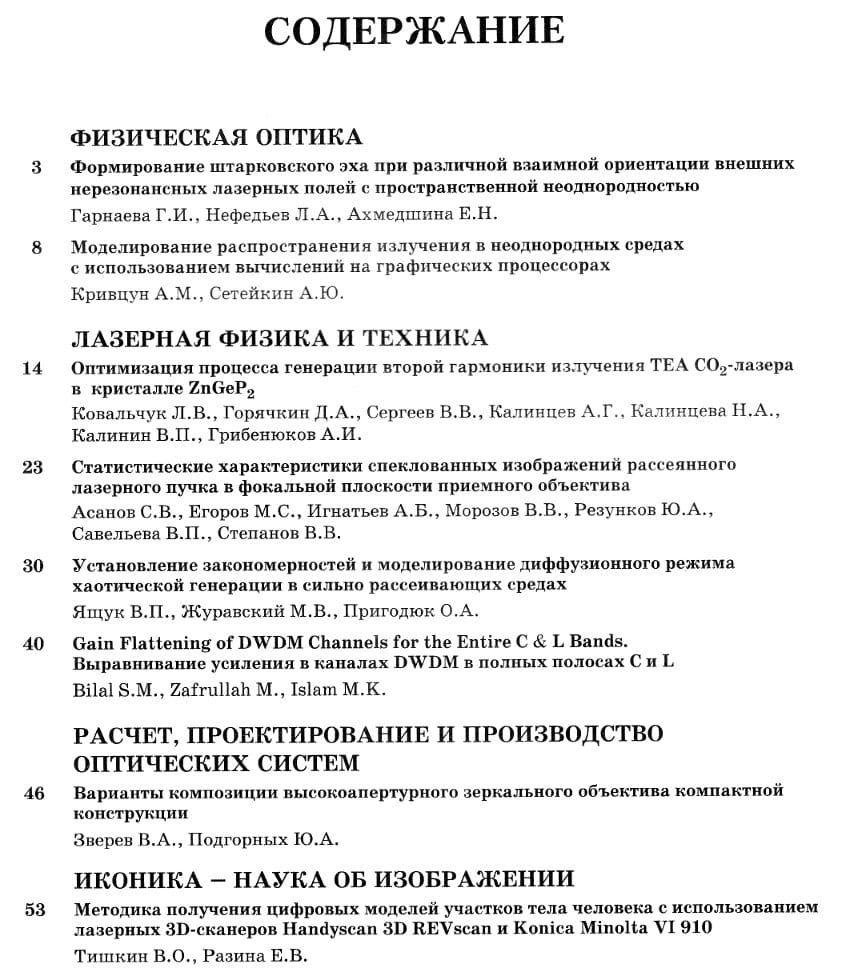 СОДЕРЖАНИЕ
ФИЗИЧЕСКАЯ ОПТИКА
3 Формирование штарковского эха при различной взаимной ориентации внешних
нерезонансных лазерных полей с пространственной неоднородностью
Гарнаева Г.И., Нефедьев Л.А., Ахмедшина Е.Н.
8 Моделирование распространения излучения в неоднородных средах
с использованием вычислений на графических процессорах
Кривцун А.М., Сетейкин А.Ю.
ЛАЗЕРНАЯ ФИЗИКА И ТЕХНИКА
14 Оптимизация процесса генерации второй гармоники излучения TEA CO₂-лазера
в кристалле ZnGeP₂
Ковальчук Л.В., Горячкин Д.А., Сергеев В.В., Калинцев А.Г., Калинцева Н.А.,
Калинин В.П., Грибенюков А.И.
23 Статистические характеристики спеклованных изображений рассеянного
лазерного пучка в фокальной плоскости приемного объектива
Асанов С.В., Егоров М.С., Игнатьев А.Б., Морозов В.В., Резунков Ю.А.,
Савельева В.П., Степанов В.В.
30 Установление закономерностей и моделирование диффузионного режима
хаотической генерации в сильно рассеивающих средах
Ящук В.П., Журавский М.В., Пригодюк О.А.
40 Gain Flattening of DWDM Channels for the Entire C & L Bands.
Выравнивание усиления в каналах DWDM в полных полосах C и L
Bilal S.M., Zafrullah M., Islam M.K.
РАСЧЕТ, ПРОЕКТИРОВАНИЕ И ПРОИЗВОДСТВО
ОПТИЧЕСКИХ СИСТЕМ
46 Варианты композиции высокоапертурного зеркального объектива компактной
конструкции
Зверев В.А., Подгорных Ю.А.
ИКОНИКА – НАУКА ОБ ИЗОБРАЖЕНИИ
53 Методика получения цифровых моделей участков тела человека с использованием
лазерных 3D-сканеров Handyscan 3D REVscan и Konica Minolta VI 910
Тишкин В.О., Разина Е.В.